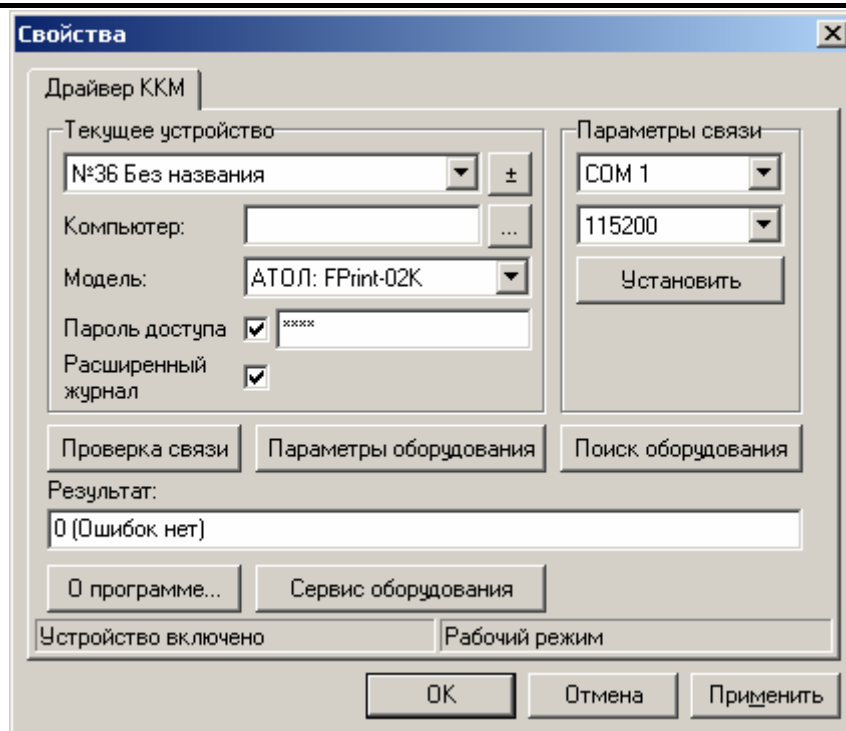 Свойства
Драйвер ККМ
Текущее устройство
№36 Без названия
±
Компьютер:
...
Модель:
АТОЛ: FPrint-02K
Пароль доступа
****
Расширенный
журнал
Параметры связи
COM 1
115200
Установить
Проверка связи
Параметры оборудования
Поиск оборудования
Результат:
0 (Ошибок нет)
О программе...
Сервис оборудования
Устройство включено
Рабочий режим
OK
Отмена
Применить